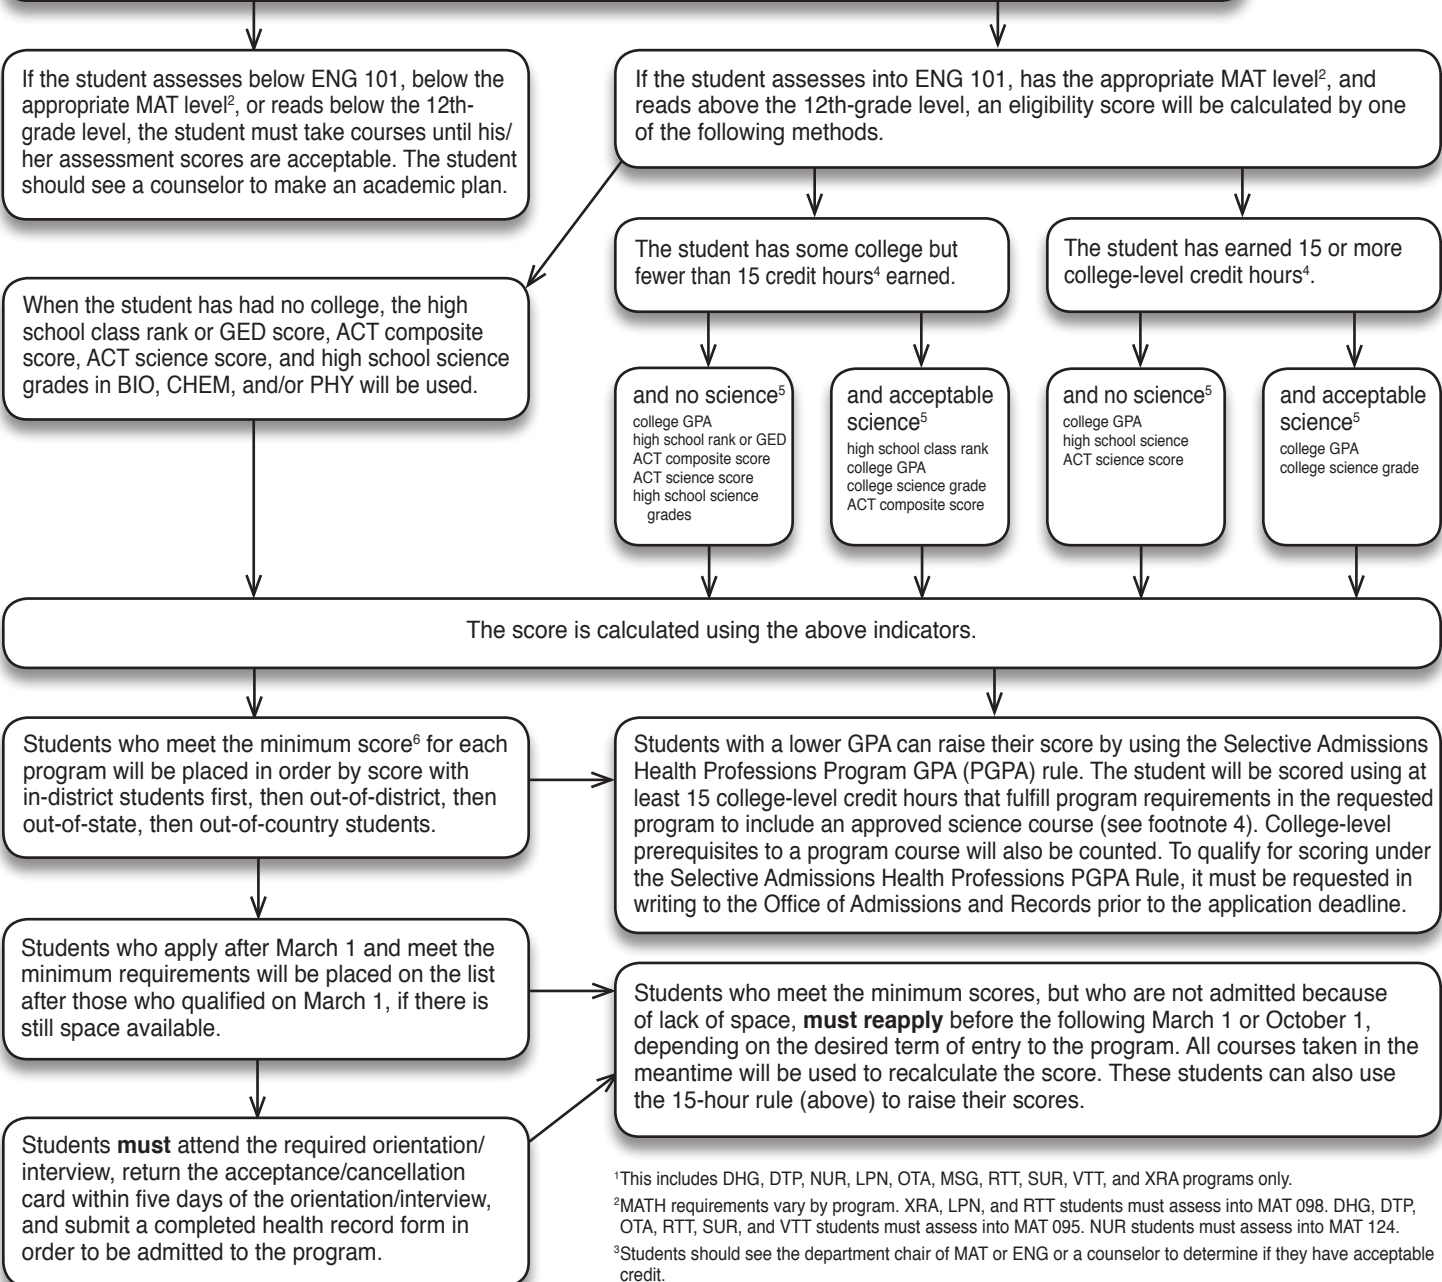 If the student assesses below ENG 101, below the
appropriate MAT level², or reads below the 12th-
grade level, the student must take courses until his/
her assessment scores are acceptable. The student
should see a counselor to make an academic plan.
If the student assesses into ENG 101, has the appropriate MAT level², and
reads above the 12th-grade level, an eligibility score will be calculated by one
of the following methods.
When the student has had no college, the high
school class rank or GED score, ACT composite
score, ACT science score, and high school science
grades in BIO, CHEM, and/or PHY will be used.
The student has some college but
fewer than 15 credit hours⁴ earned.
The student has earned 15 or more
college-level credit hours⁴.
and no science⁵
college GPA
high school rank or GED
ACT composite score
ACT science score
high school science
grades
and acceptable
science⁵
high school class rank
college GPA
college science grade
ACT composite score
and no science⁵
college GPA
high school science
ACT science score
and acceptable
science⁵
college GPA
college science grade
The score is calculated using the above indicators.
Students who meet the minimum score⁶ for each
program will be placed in order by score with
in-district students first, then out-of-district, then
out-of-state, then out-of-country students.
Students with a lower GPA can raise their score by using the Selective Admissions
Health Professions Program GPA (PGPA) rule. The student will be scored using at
least 15 college-level credit hours that fulfill program requirements in the requested
program to include an approved science course (see footnote 4). College-level
prerequisites to a program course will also be counted. To qualify for scoring under
the Selective Admissions Health Professions PGPA Rule, it must be requested in
writing to the Office of Admissions and Records prior to the application deadline.
Students who apply after March 1 and meet the
minimum requirements will be placed on the list
after those who qualified on March 1, if there is
still space available.
Students who meet the minimum scores, but who are not admitted because
of lack of space, must reapply before the following March 1 or October 1,
depending on the desired term of entry to the program. All courses taken in the
meantime will be used to recalculate the score. These students can also use
the 15-hour rule (above) to raise their scores.
Students must attend the required orientation/
interview, return the acceptance/cancellation
card within five days of the orientation/interview,
and submit a completed health record form in
order to be admitted to the program.
¹This includes DHG, DTP, NUR, LPN, OTA, MSG, RTT, SUR, VTT, and XRA programs only.
²MATH requirements vary by program. XRA, LPN, and RTT students must assess into MAT 098. DHG, DTP,
OTA, RTT, SUR, and VTT students must assess into MAT 095. NUR students must assess into MAT 124.
³Students should see the department chair of MAT or ENG or a counselor to determine if they have acceptable
credit.